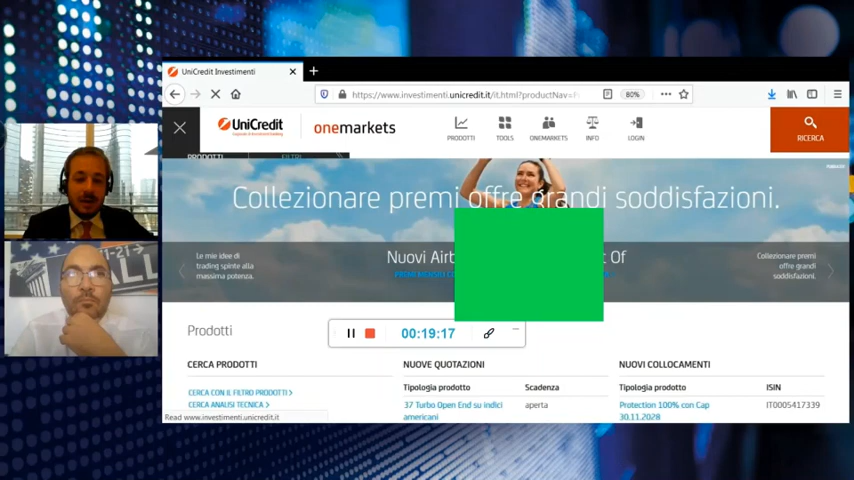 UniCredit Investimenti
https://www.investimenti.unicredit.it/it.html?productNav=
80%
UniCredit
onemarkets
PRODOTTI
TOOLS
ONEMARKETS
INFO
LOGIN
RICERCA
PRODOTTI
FILTRI
Collezionare premi offre grandi soddisfazioni.
Le mie idee di
trading spinte alla
massima potenza.
Nuovi
Of
PREMI
Collezionare premi
offre grandi
soddisfazioni.
Prodotti
00:19:17
CERCA PRODOTTI
NUOVE QUOTAZIONI
NUOVI COLLOCAMENTI
Tipologia prodotto
Scadenza
Tipologia prodotto
ISIN
CERCA CON IL FILTRO PRODOTTI
CERCA ANALISI TECNICA
37 Turbo Open End su indici
americani
aperta
Protection 100% con Cap
30.11.2028
IT0005417339
Read www.investimenti.unicredit.it